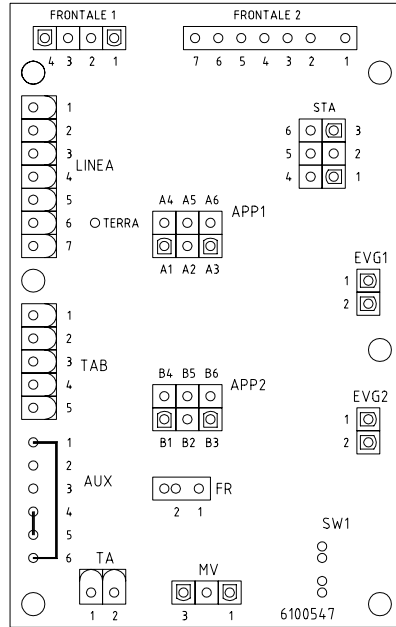 FRONTALE 1 FRONTALE 2
4 3 2 1 7 6 5 4 3 2 1
STA
1 6 3
2 5 2
3 4 1
4
LINEA
5
A4 A5 A6
6 TERRA APP1
7
A1 A2 A3
EVG1
1
2
1
2
3
TAB
4
5
B4 B5 B6
APP2
EVG2
1
B1 B2 B3
2
1
2
AUX
3 FR
4 2 1
5
SW1
6
TA MV
1 2 3 1 6100547